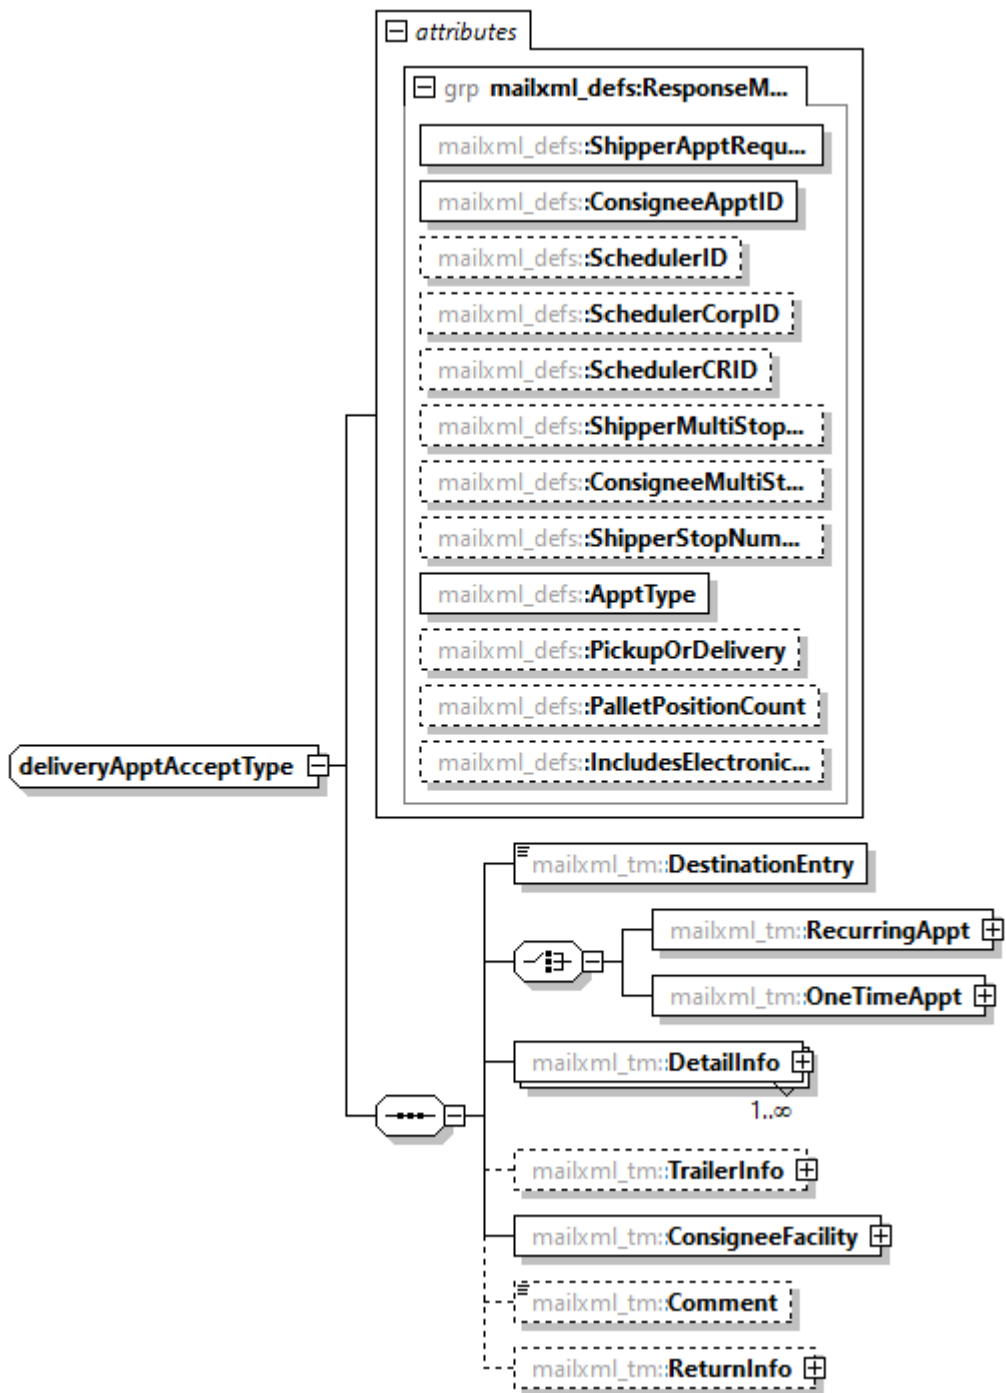 attributes
grp mailxml_defs:ResponseM...
mailxml_defs::ShipperApptRequ...
mailxml_defs::ConsigneeApptID
mailxml_defs::SchedulerID
mailxml_defs::SchedulerCorpID
mailxml_defs::SchedulerCRID
mailxml_defs::ShipperMultiStop...
mailxml_defs::ConsigneeMultiSt...
mailxml_defs::ShipperStopNum...
mailxml_defs::ApptType
mailxml_defs::PickupOrDelivery
mailxml_defs::PalletPositionCount
mailxml_defs::IncludesElectronic...
deliveryApptAcceptType
mailxml_tm::DestinationEntry
mailxml_tm::RecurringAppt
mailxml_tm::OneTimeAppt
mailxml_tm::DetailInfo
1..∞
mailxml_tm::TrailerInfo
mailxml_tm::ConsigneeFacility
mailxml_tm::Comment
mailxml_tm::ReturnInfo